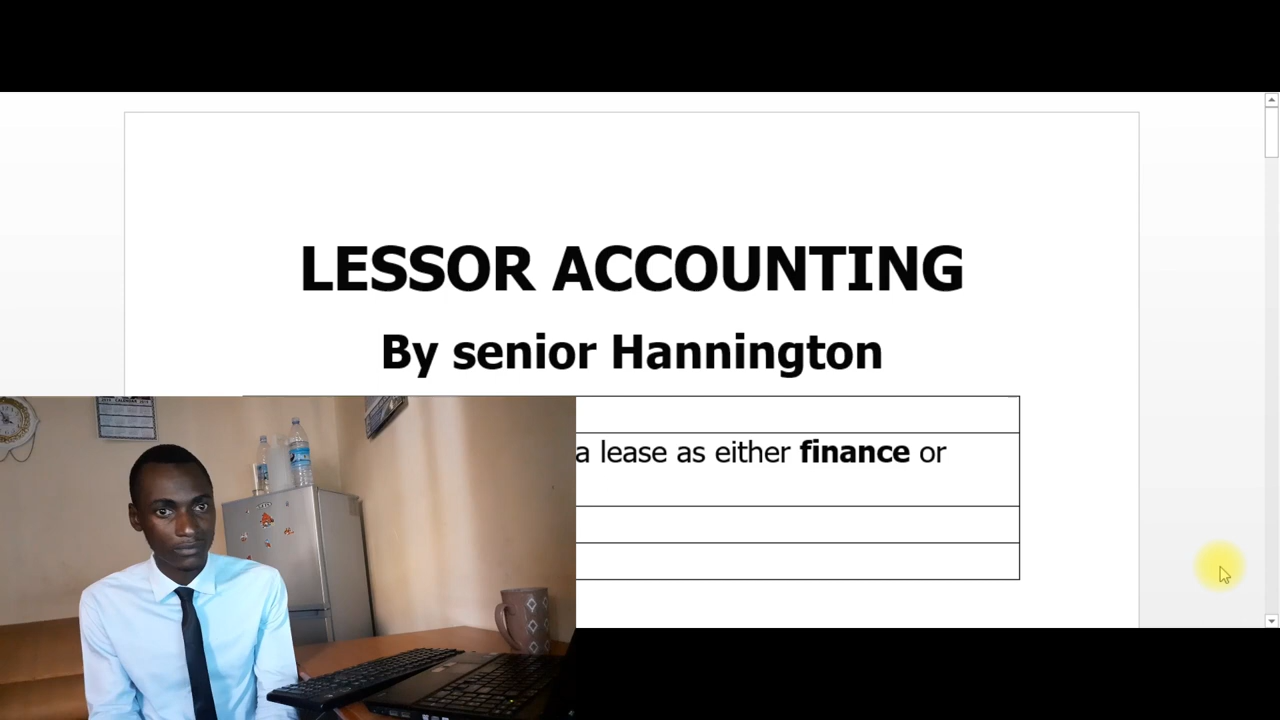 LESSOR ACCOUNTING
By senior Hannington
a lease as either finance or